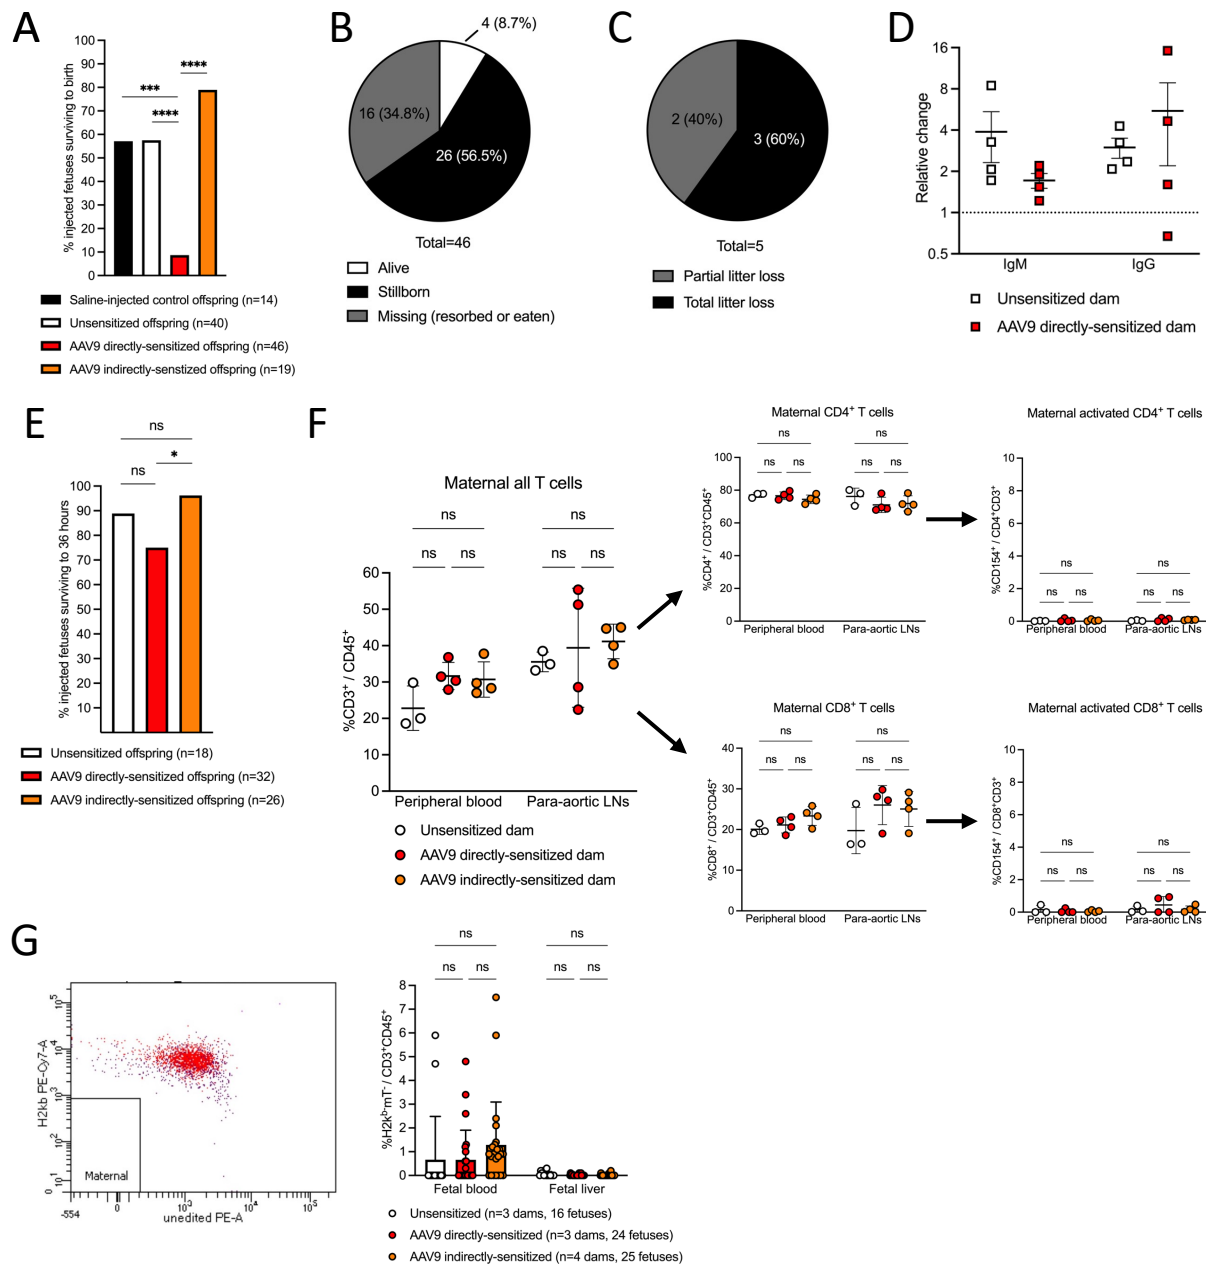 A
% injected fetuses surviving to birth
100
90
80
70
60
50
40
30
20
10
0
***
****
****
Saline-injected control offspring (n=14)
Unsensitized offspring (n=40)
AAV9 directly-sensitized offspring (n=46)
AAV9 indirectly-senstized offspring (n=19)
B
4 (8.7%)
16 (34.8%)
26 (56.5%)
Total=46
Alive
Stillborn
Missing (resorbed or eaten)
C
2 (40%)
3 (60%)
Total=5
Partial litter loss
Total litter loss
D
Relative change
16
8
4
2
1
0.5
IgM
IgG
Unsensitized dam
AAV9 directly-sensitized dam
E
ns
*
ns
% injected fetuses surviving to 36 hours
100
90
80
70
60
50
40
30
20
10
Unsensitized offspring (n=18)
AAV9 directly-sensitized offspring (n=32)
AAV9 indirectly-sensitized offspring (n=26)
F
Maternal all T cells
ns
ns
ns ns
ns ns
%CD3⁺ / CD45⁺
60
50
40
30
20
10
0
Peripheral blood
Para-aortic LNs
Unsensitized dam
AAV9 directly-sensitized dam
AAV9 indirectly-sensitized dam
Maternal CD4⁺ T cells
ns
ns
ns ns
ns ns
%CD4⁺ / CD3⁺CD45⁺
100
80
60
40
20
0
Peripheral blood
Para-aortic LNs
Maternal activated CD4⁺ T cells
%CD154⁺ / CD4⁺CD3⁺
10
8
6
4
2
0
ns
ns
ns ns
ns ns
Peripheral blood
Para-aortic LNs
Maternal CD8⁺ T cells
ns
ns
ns ns
ns ns
%CD8⁺ / CD3⁺CD45⁺
40
30
20
10
0
Peripheral blood
Para-aortic LNs
Maternal activated CD8⁺ T cells
%CD154⁺ / CD8⁺CD3⁺
10
8
6
4
2
0
ns
ns
ns ns
ns ns
Peripheral blood
Para-aortic LNs
G
H2kb PE-Cy7-A
10⁵
10⁴
10³
10²
10¹
0
Maternal
-554
0
10³
10⁴
10⁵
unedited PE-A
ns
ns
ns ns
ns ns
%H2kᵇ⁻mT⁻ / CD3⁺CD45⁺
8
7
6
5
4
3
2
1
0
Fetal blood
Fetal liver
Unsensitized (n=3 dams, 16 fetuses)
AAV9 directly-sensitized (n=3 dams, 24 fetuses)
AAV9 indirectly-sensitized (n=4 dams, 25 fetuses)